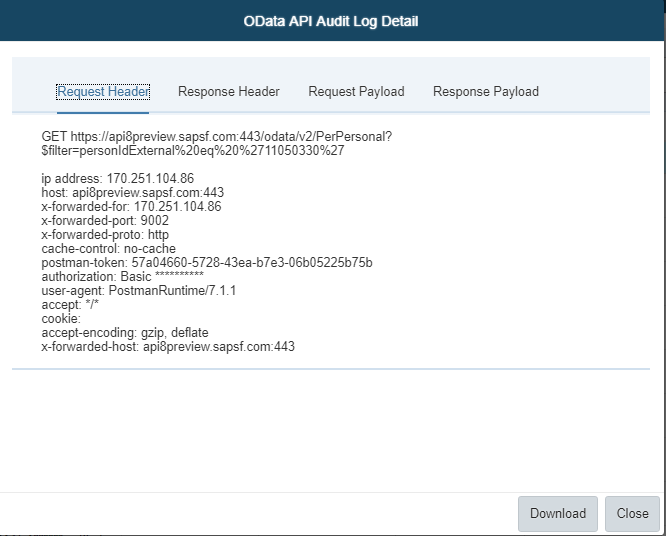 OData API Audit Log Detail
Request Header Response Header Request Payload Response Payload
GET https://api8preview.sapsf.com:443/odata/v2/PerPersonal?
$filter=personIdExternal%20eq%20%2711050330%27
ip address: 170.251.104.86
host: api8preview.sapsf.com:443
x-forwarded-for: 170.251.104.86
x-forwarded-port: 9002
x-forwarded-proto: http
cache-control: no-cache
postman-token: 57a04660-5728-43ea-b7e3-06b05225b75b
authorization: Basic **********
user-agent: PostmanRuntime/7.1.1
accept: */*
cookie:
accept-encoding: gzip, deflate
x-forwarded-host: api8preview.sapsf.com:443
Download Close